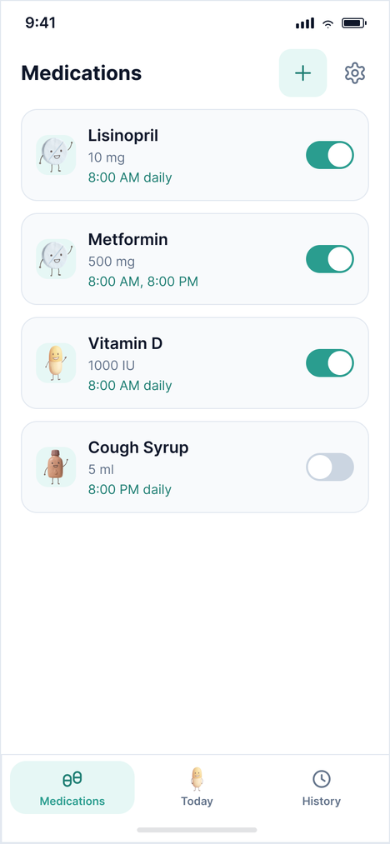 9:41
Medications
Lisinopril
10 mg
8:00 AM daily
Metformin
500 mg
8:00 AM, 8:00 PM
Vitamin D
1000 IU
8:00 AM daily
Cough Syrup
5 ml
8:00 PM daily
Medications
Today
History